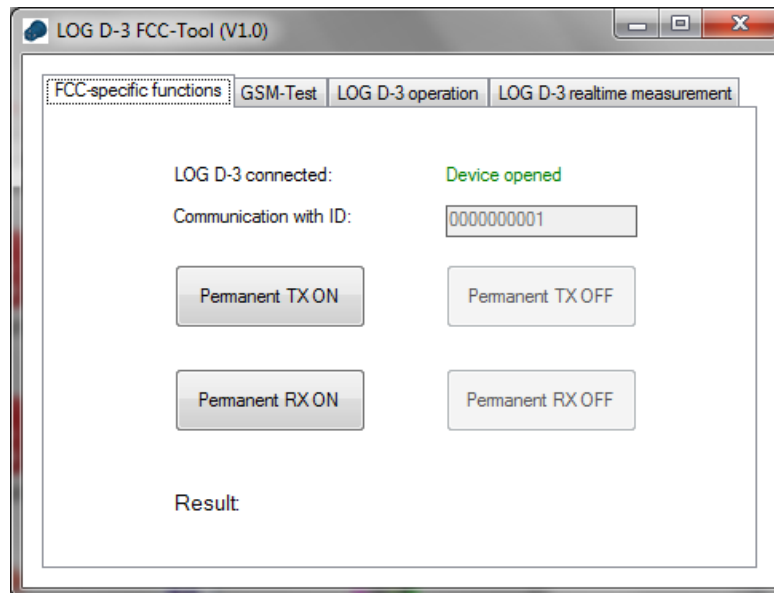 LOG D-3 FCC-Tool (V1.0)
FCC-specific functions GSM-Test LOG D-3 operation LOG D-3 realtime measurement
LOG D-3 connected: Device opened
Communication with ID: 0000000001
Permanent TX ON Permanent TX OFF
Permanent RX ON Permanent RX OFF
Result: